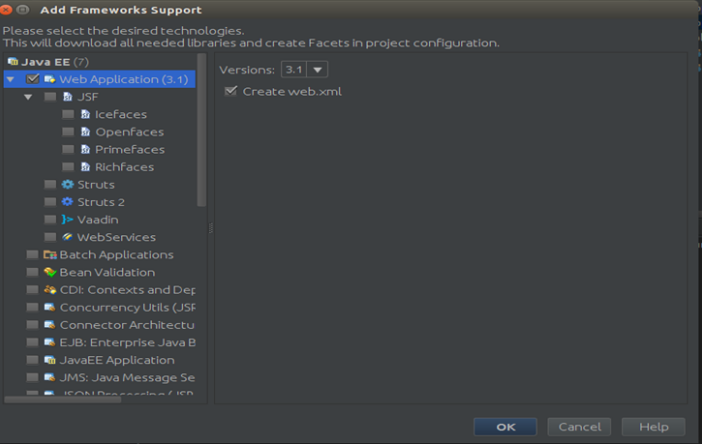 Add Frameworks Support
Please select the desired technologies.
This will download all needed libraries and create Facets in project configuration.
Java EE (7)
Web Application (3.1)
JSF
Icefaces
Openfaces
Primefaces
Richfaces
Struts
Struts 2
Vaadin
WebServices
Batch Applications
Bean Validation
CDI: Contexts and Dep
Concurrency Utils (JSR
Connector Architectu
EJB: Enterprise Java B
JavaEE Application
JMS: Java Message Se
JSON Processing (JSR
Versions: 3.1
Create web.xml
OK
Cancel
Help